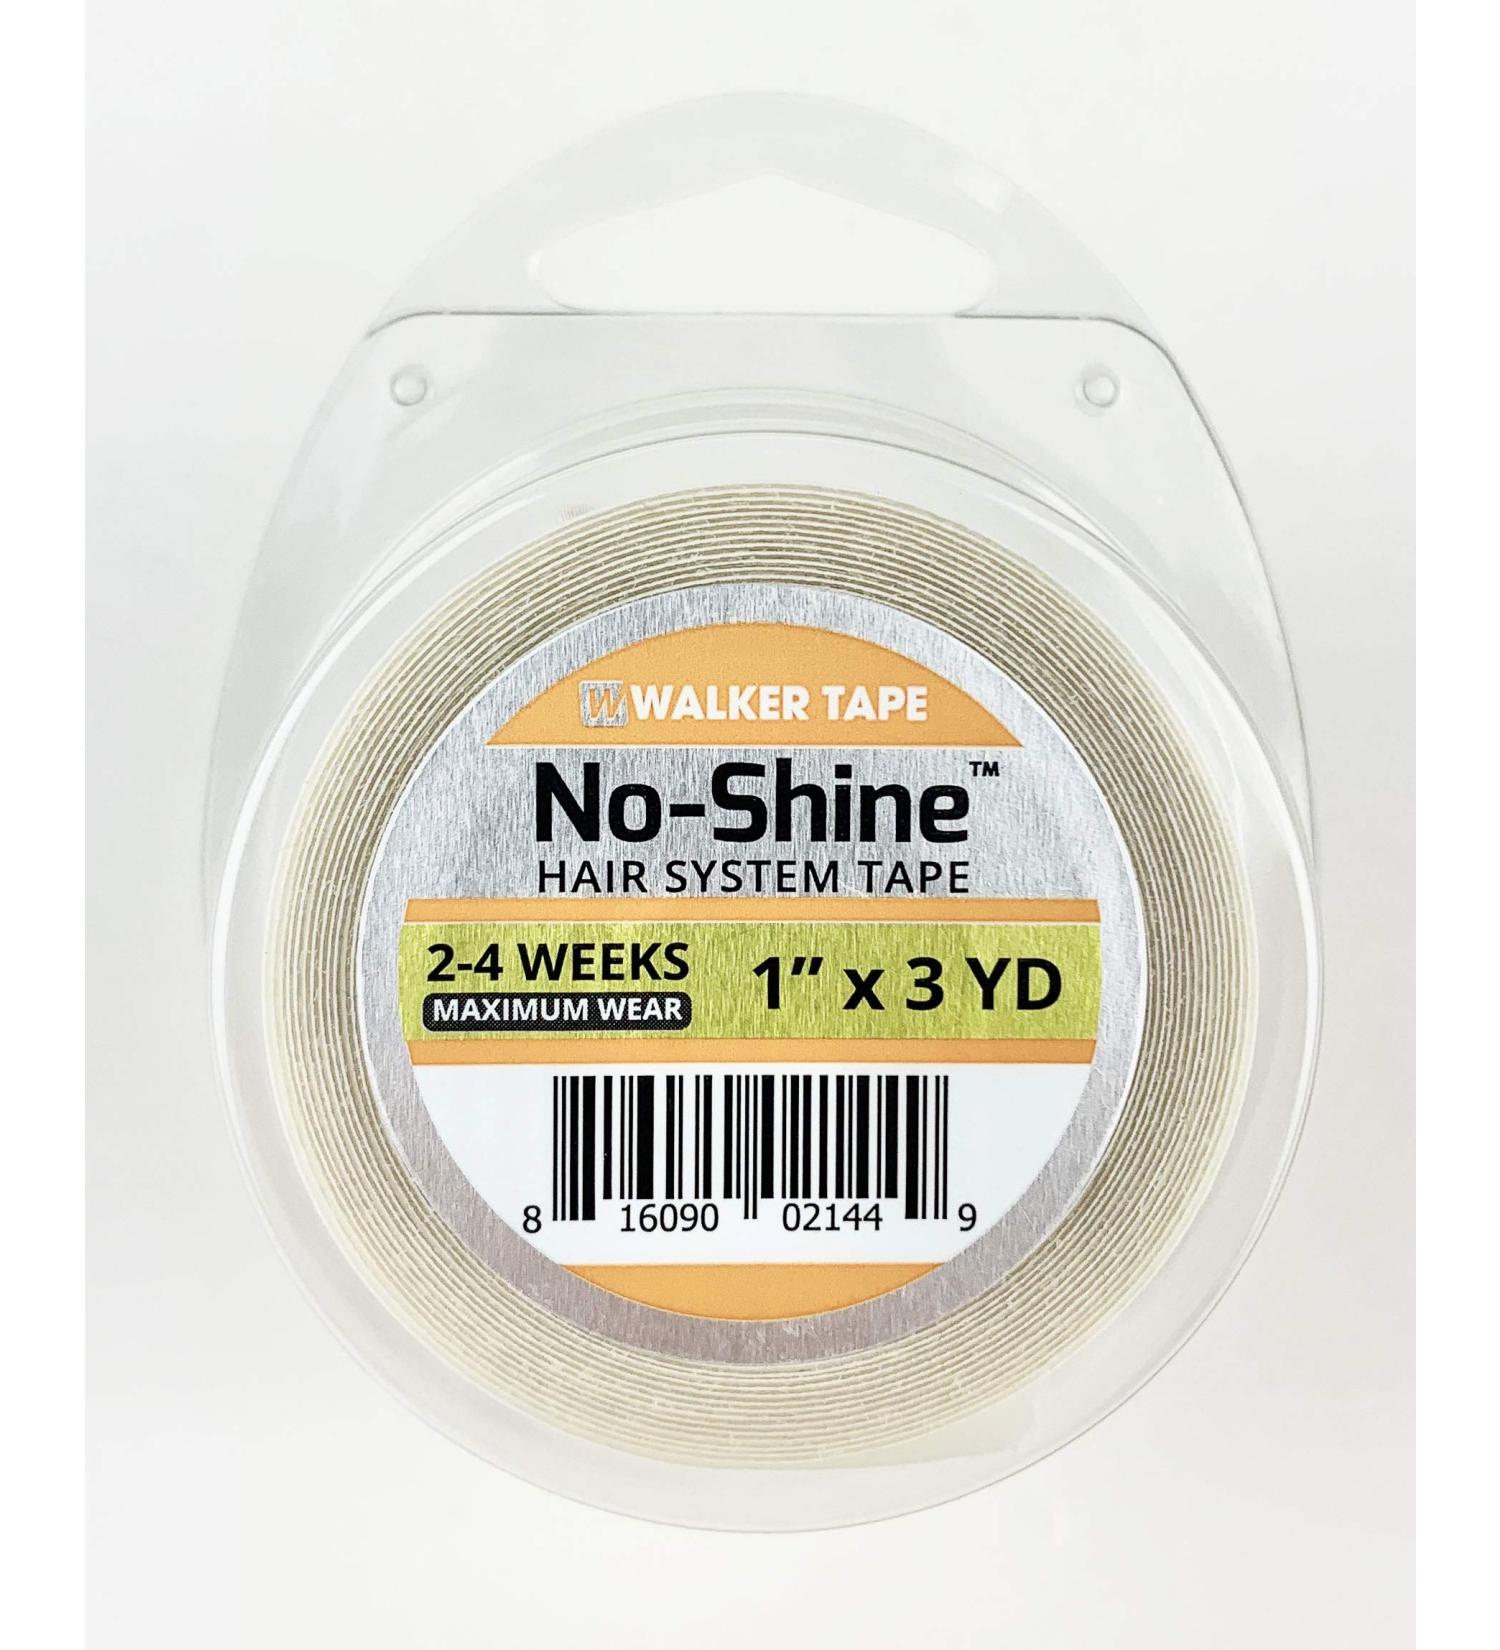 W WALKER TAPE
No-Shine™
HAIR SYSTEM TAPE
2-4 WEEKS
MAXIMUM WEAR
1” x 3 YD
8 16090 02144 9